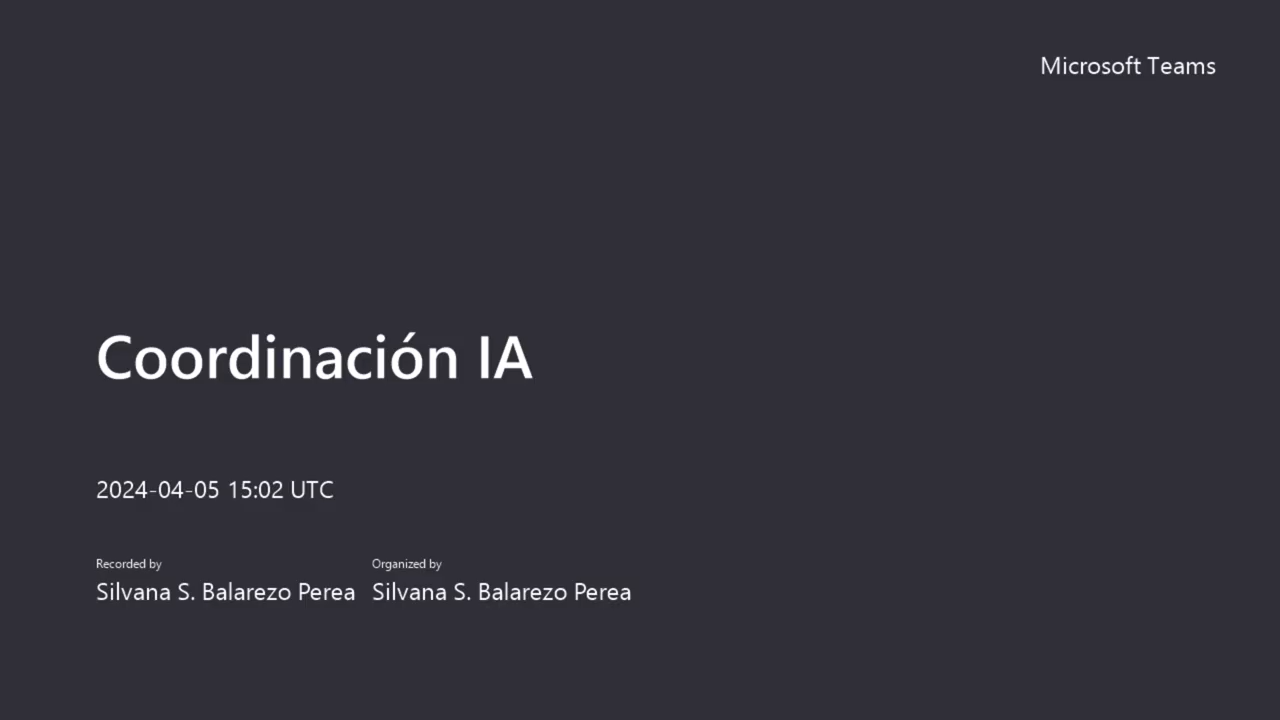 Microsoft Teams
Coordinación IA
2024-04-05 15:02 UTC
Recorded by Organized by
Silvana S. Balarezo Perea Silvana S. Balarezo Perea